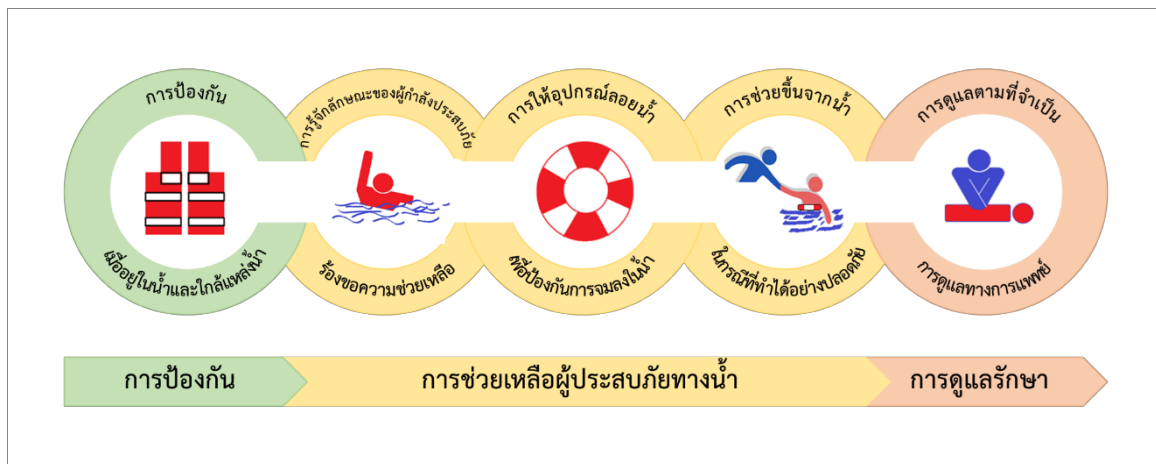 การป้องกัน
เมื่ออยู่ในน้ำและใกล้แหล่งน้ำ
การรู้จักลักษณะของผู้กำลังประสบภัย
ร้องขอความช่วยเหลือ
การให้อุปกรณ์ลอยน้ำ
เพื่อป้องกันการจมลงในน้ำ
การช่วยขึ้นจากน้ำ
ในกรณีที่ทำได้อย่างปลอดภัย
การดูแลตามที่จำเป็น
การดูแลทางการแพทย์
การป้องกัน
การช่วยเหลือผู้ประสบภัยทางน้ำ
การดูแลรักษา